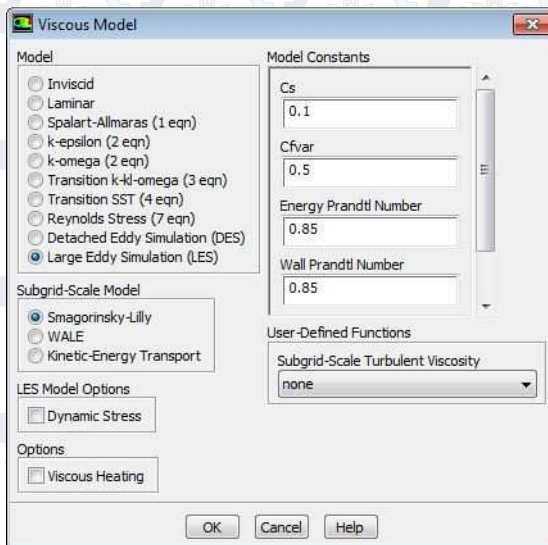 Viscous Model
Model
Inviscid
Laminar
Spalart-Allmaras (1 eqn)
k-epsilon (2 eqn)
k-omega (2 eqn)
Transition k-kl-omega (3 eqn)
Transition SST (4 eqn)
Reynolds Stress (7 eqn)
Detached Eddy Simulation (DES)
Large Eddy Simulation (LES)
Subgrid-Scale Model
Smagorinsky-Lilly
WALE
Kinetic-Energy Transport
LES Model Options
Dynamic Stress
Options
Viscous Heating
Model Constants
Cs
0.1
Cfvar
0.5
Energy Prandtl Number
0.85
Wall Prandtl Number
0.85
User-Defined Functions
Subgrid-Scale Turbulent Viscosity
none
OK
Cancel
Help